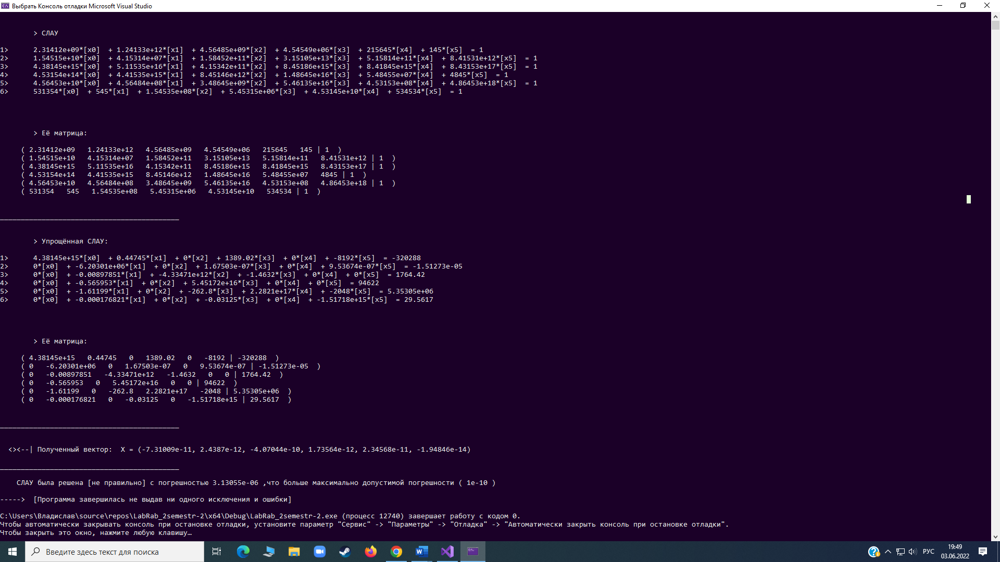 Выбрать Консоль отладки Microsoft Visual Studio
> СЛАУ
1> 2.31412e+09*[x0] + 1.24133e+12*[x1] + 4.56485e+09*[x2] + 4.54549e+06*[x3] + 215645*[x4] + 145*[x5] = 1
2> 1.54515e+10*[x0] + 4.15314e+07*[x1] + 1.58452e+11*[x2] + 3.15105e+13*[x3] + 5.15814e+11*[x4] + 8.41531e+12*[x5] = 1
3> 4.38145e+15*[x0] + 5.11535e+16*[x1] + 4.15342e+11*[x2] + 8.45186e+15*[x3] + 8.41845e+15*[x4] + 8.43153e+17*[x5] = 1
4> 4.53154e+14*[x0] + 4.41535e+15*[x1] + 8.45146e+12*[x2] + 1.48645e+16*[x3] + 5.48455e+07*[x4] + 4845*[x5] = 1
5> 4.56453e+10*[x0] + 4.56484e+08*[x1] + 3.48645e+09*[x2] + 5.46135e+16*[x3] + 4.53153e+08*[x4] + 4.86453e+18*[x5] = 1
6> 531354*[x0] + 545*[x1] + 1.54535e+08*[x2] + 5.45315e+06*[x3] + 4.53145e+10*[x4] + 534534*[x5] = 1
> Её матрица:
( 2.31412e+09 1.24133e+12 4.56485e+09 4.54549e+06 215645 145 | 1 )
( 1.54515e+10 4.15314e+07 1.58452e+11 3.15105e+13 5.15814e+11 8.41531e+12 | 1 )
( 4.38145e+15 5.11535e+16 4.15342e+11 8.45186e+15 8.41845e+15 8.43153e+17 | 1 )
( 4.53154e+14 4.41535e+15 8.45146e+12 1.48645e+16 5.48455e+07 4845 | 1 )
( 4.56453e+10 4.56484e+08 3.48645e+09 5.46135e+16 4.53153e+08 4.86453e+18 | 1 )
( 531354 545 1.54535e+08 5.45315e+06 4.53145e+10 534534 | 1 )
___________________________________________
> Упрощённая СЛАУ:
1> 4.38145e+15*[x0] + 0.44745*[x1] + 0*[x2] + 1389.02*[x3] + 0*[x4] + -8192*[x5] = -320288
2> 0*[x0] + -6.20301e+06*[x1] + 0*[x2] + 1.67503e-07*[x3] + 0*[x4] + 9.53674e-07*[x5] = -1.51273e-05
3> 0*[x0] + -0.00897851*[x1] + -4.33471e+12*[x2] + -1.4632*[x3] + 0*[x4] + 0*[x5] = 1764.42
4> 0*[x0] + -0.565953*[x1] + 0*[x2] + 5.45172e+16*[x3] + 0*[x4] + 0*[x5] = 94622
5> 0*[x0] + -1.61199*[x1] + 0*[x2] + -262.8*[x3] + 2.2821e+17*[x4] + -2048*[x5] = 5.35305e+06
6> 0*[x0] + -0.000176821*[x1] + 0*[x2] + -0.03125*[x3] + 0*[x4] + -1.51718e+15*[x5] = 29.5617
> Её матрица:
( 4.38145e+15 0.44745 0 1389.02 0 -8192 | -320288 )
( 0 -6.20301e+06 0 1.67503e-07 0 9.53674e-07 | -1.51273e-05 )
( 0 -0.00897851 -4.33471e+12 -1.4632 0 0 | 1764.42 )
( 0 -0.565953 0 5.45172e+16 0 0 | 94622 )
( 0 -1.61199 0 -262.8 2.2821e+17 -2048 | 5.35305e+06 )
( 0 -0.000176821 0 -0.03125 0 -1.51718e+15 | 29.5617 )
___________________________________________
<><--| Полученный вектор: X = (-7.31009e-11, 2.4387e-12, -4.07044e-10, 1.73564e-12, 2.34568e-11, -1.94846e-14)
___________________________________________
СЛАУ была решена [не правильно] с погрешностью 3.13055e-06 ,что больше максимально допустимой погрешности ( 1e-10 )
-----> [Программа завершилась не выдав ни одного исключения и ошибки]
C:\Users\Владислав\source\repos\LabRab_2semestr-2\x64\Debug\LabRab_2semestr-2.exe (процесс 12740) завершает работу с кодом 0.
Чтобы автоматически закрывать консоль при остановке отладки, установите параметр "Сервис" -> "Параметры" -> "Отладка" -> "Автоматически закрыть консоль при остановке отладки".
Чтобы закрыть это окно, нажмите любую клавишу…
Введите здесь текст для поиска
РУС
19:49
03.06.2022